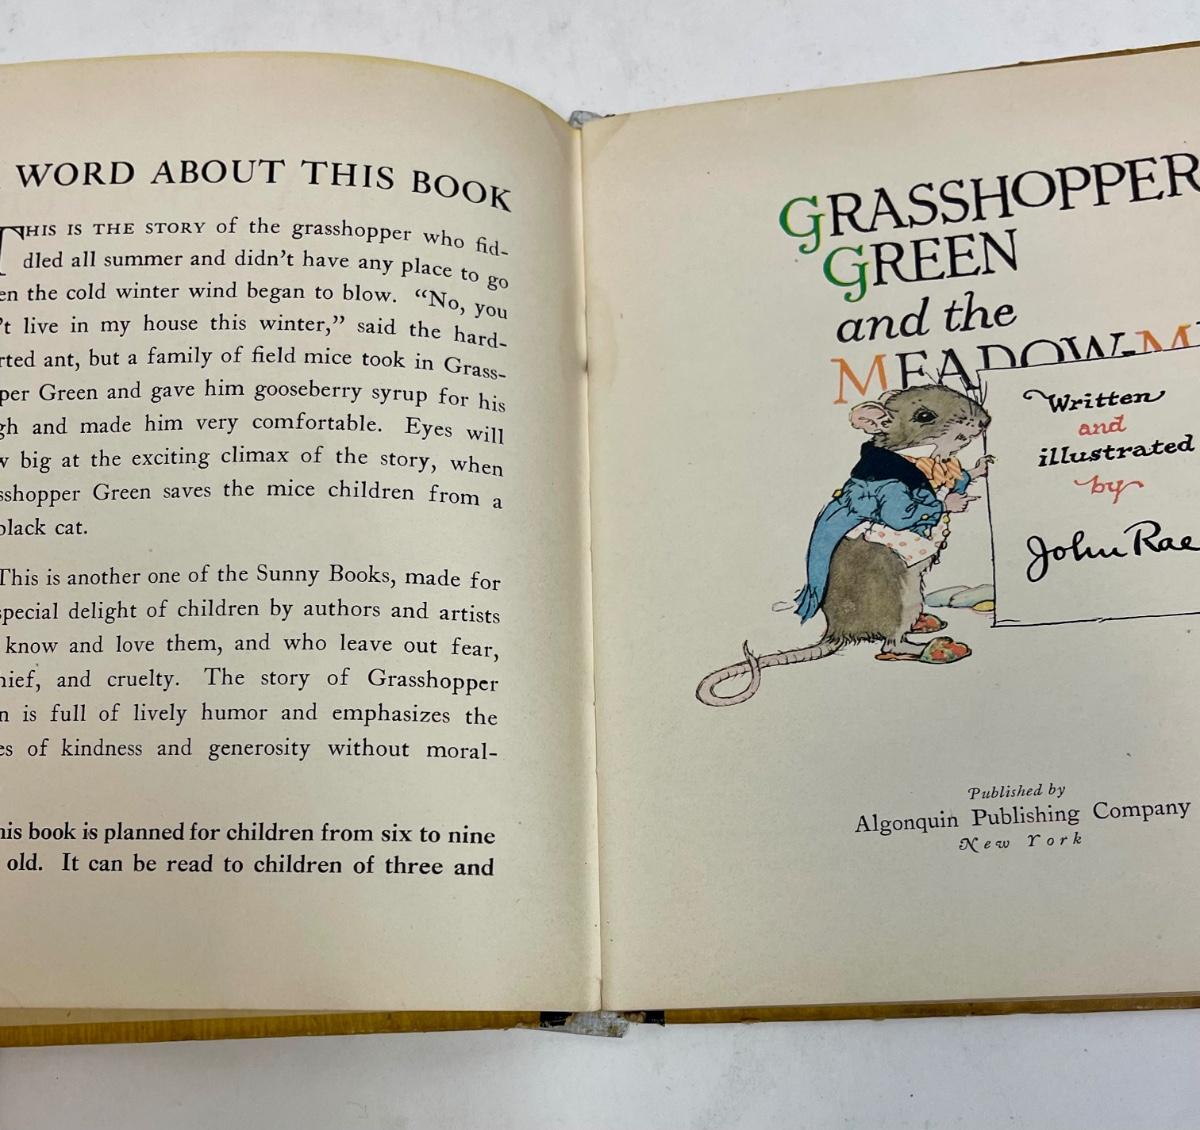 WORD ABOUT THIS BOOK
THIS IS THE STORY of the grasshopper who fid-
dled all summer and didn't have any place to go
en the cold winter wind began to blow. "No, you
't live in my house this winter," said the hard-
rted ant, but a family of field mice took in Grass-
per Green and gave him gooseberry syrup for his
gh and made him very comfortable. Eyes will
w big at the exciting climax of the story, when
sshopper Green saves the mice children from a
black cat.
This is another one of the Sunny Books, made for
special delight of children by authors and artists
know and love them, and who leave out fear,
hief, and cruelty. The story of Grasshopper
n is full of lively humor and emphasizes the
es of kindness and generosity without moral-
his book is planned for children from six to nine
old. It can be read to children of three and
GRASSHOPPER
GREEN
and the
MEADOW-M
Written
and
illustrated
by
John Rae
Published by
Algonquin Publishing Company
New York